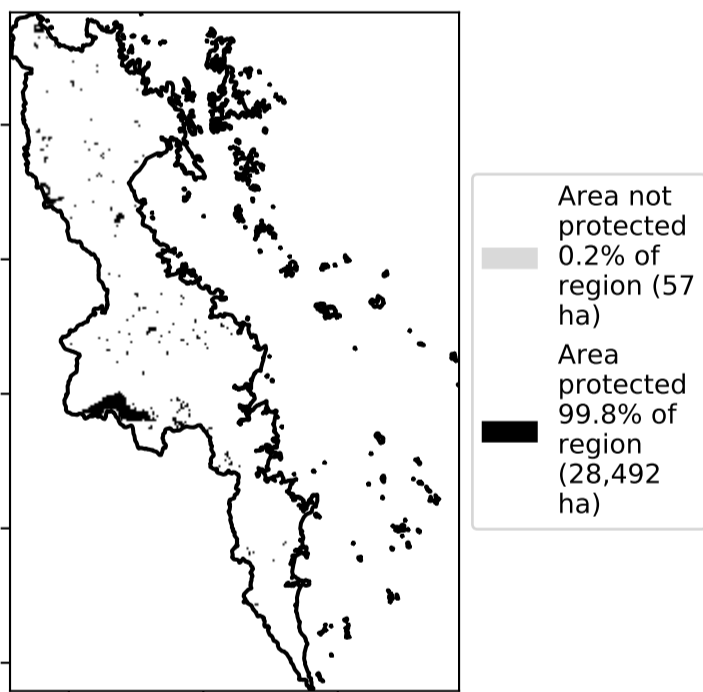 Area not
protected
0.2% of
region (57
ha)
Area
protected
99.8% of
region
(28,492
ha)